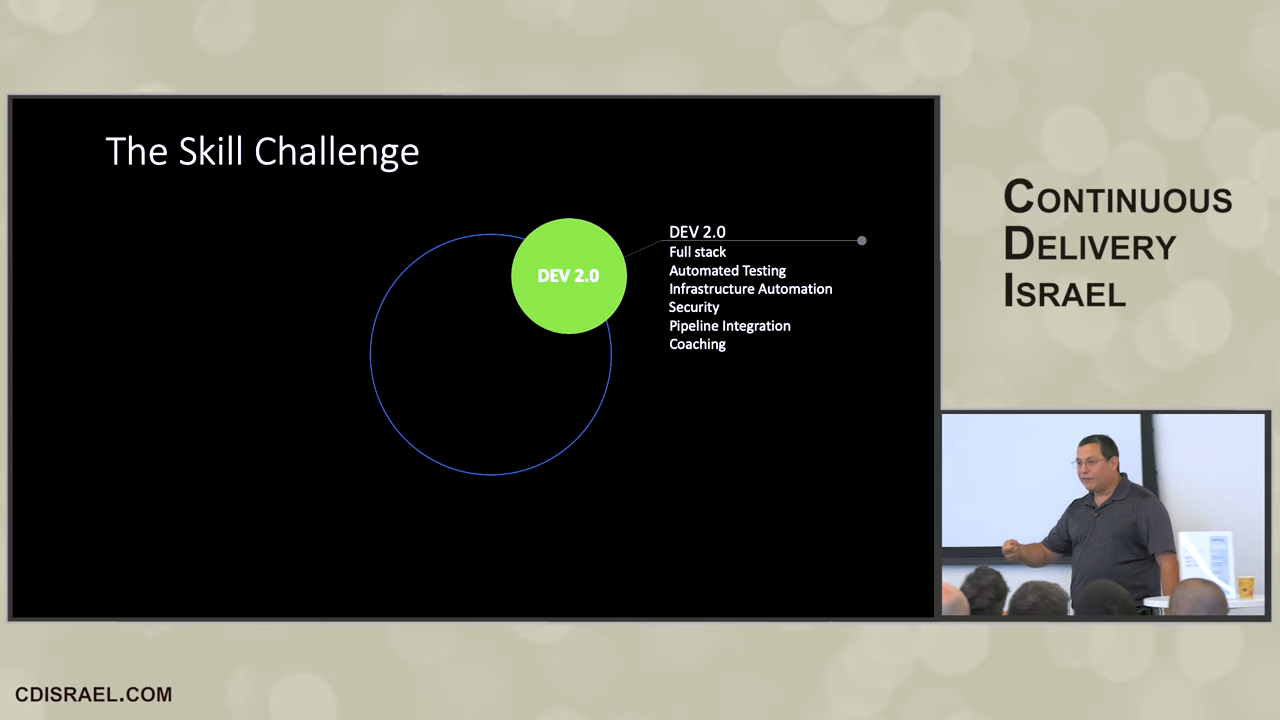 The Skill Challenge
DEV 2.0
DEV 2.0
Full stack
Automated Testing
Infrastructure Automation
Security
Pipeline Integration
Coaching
CONTINUOUS
DELIVERY
ISRAEL
CDISRAEL.COM